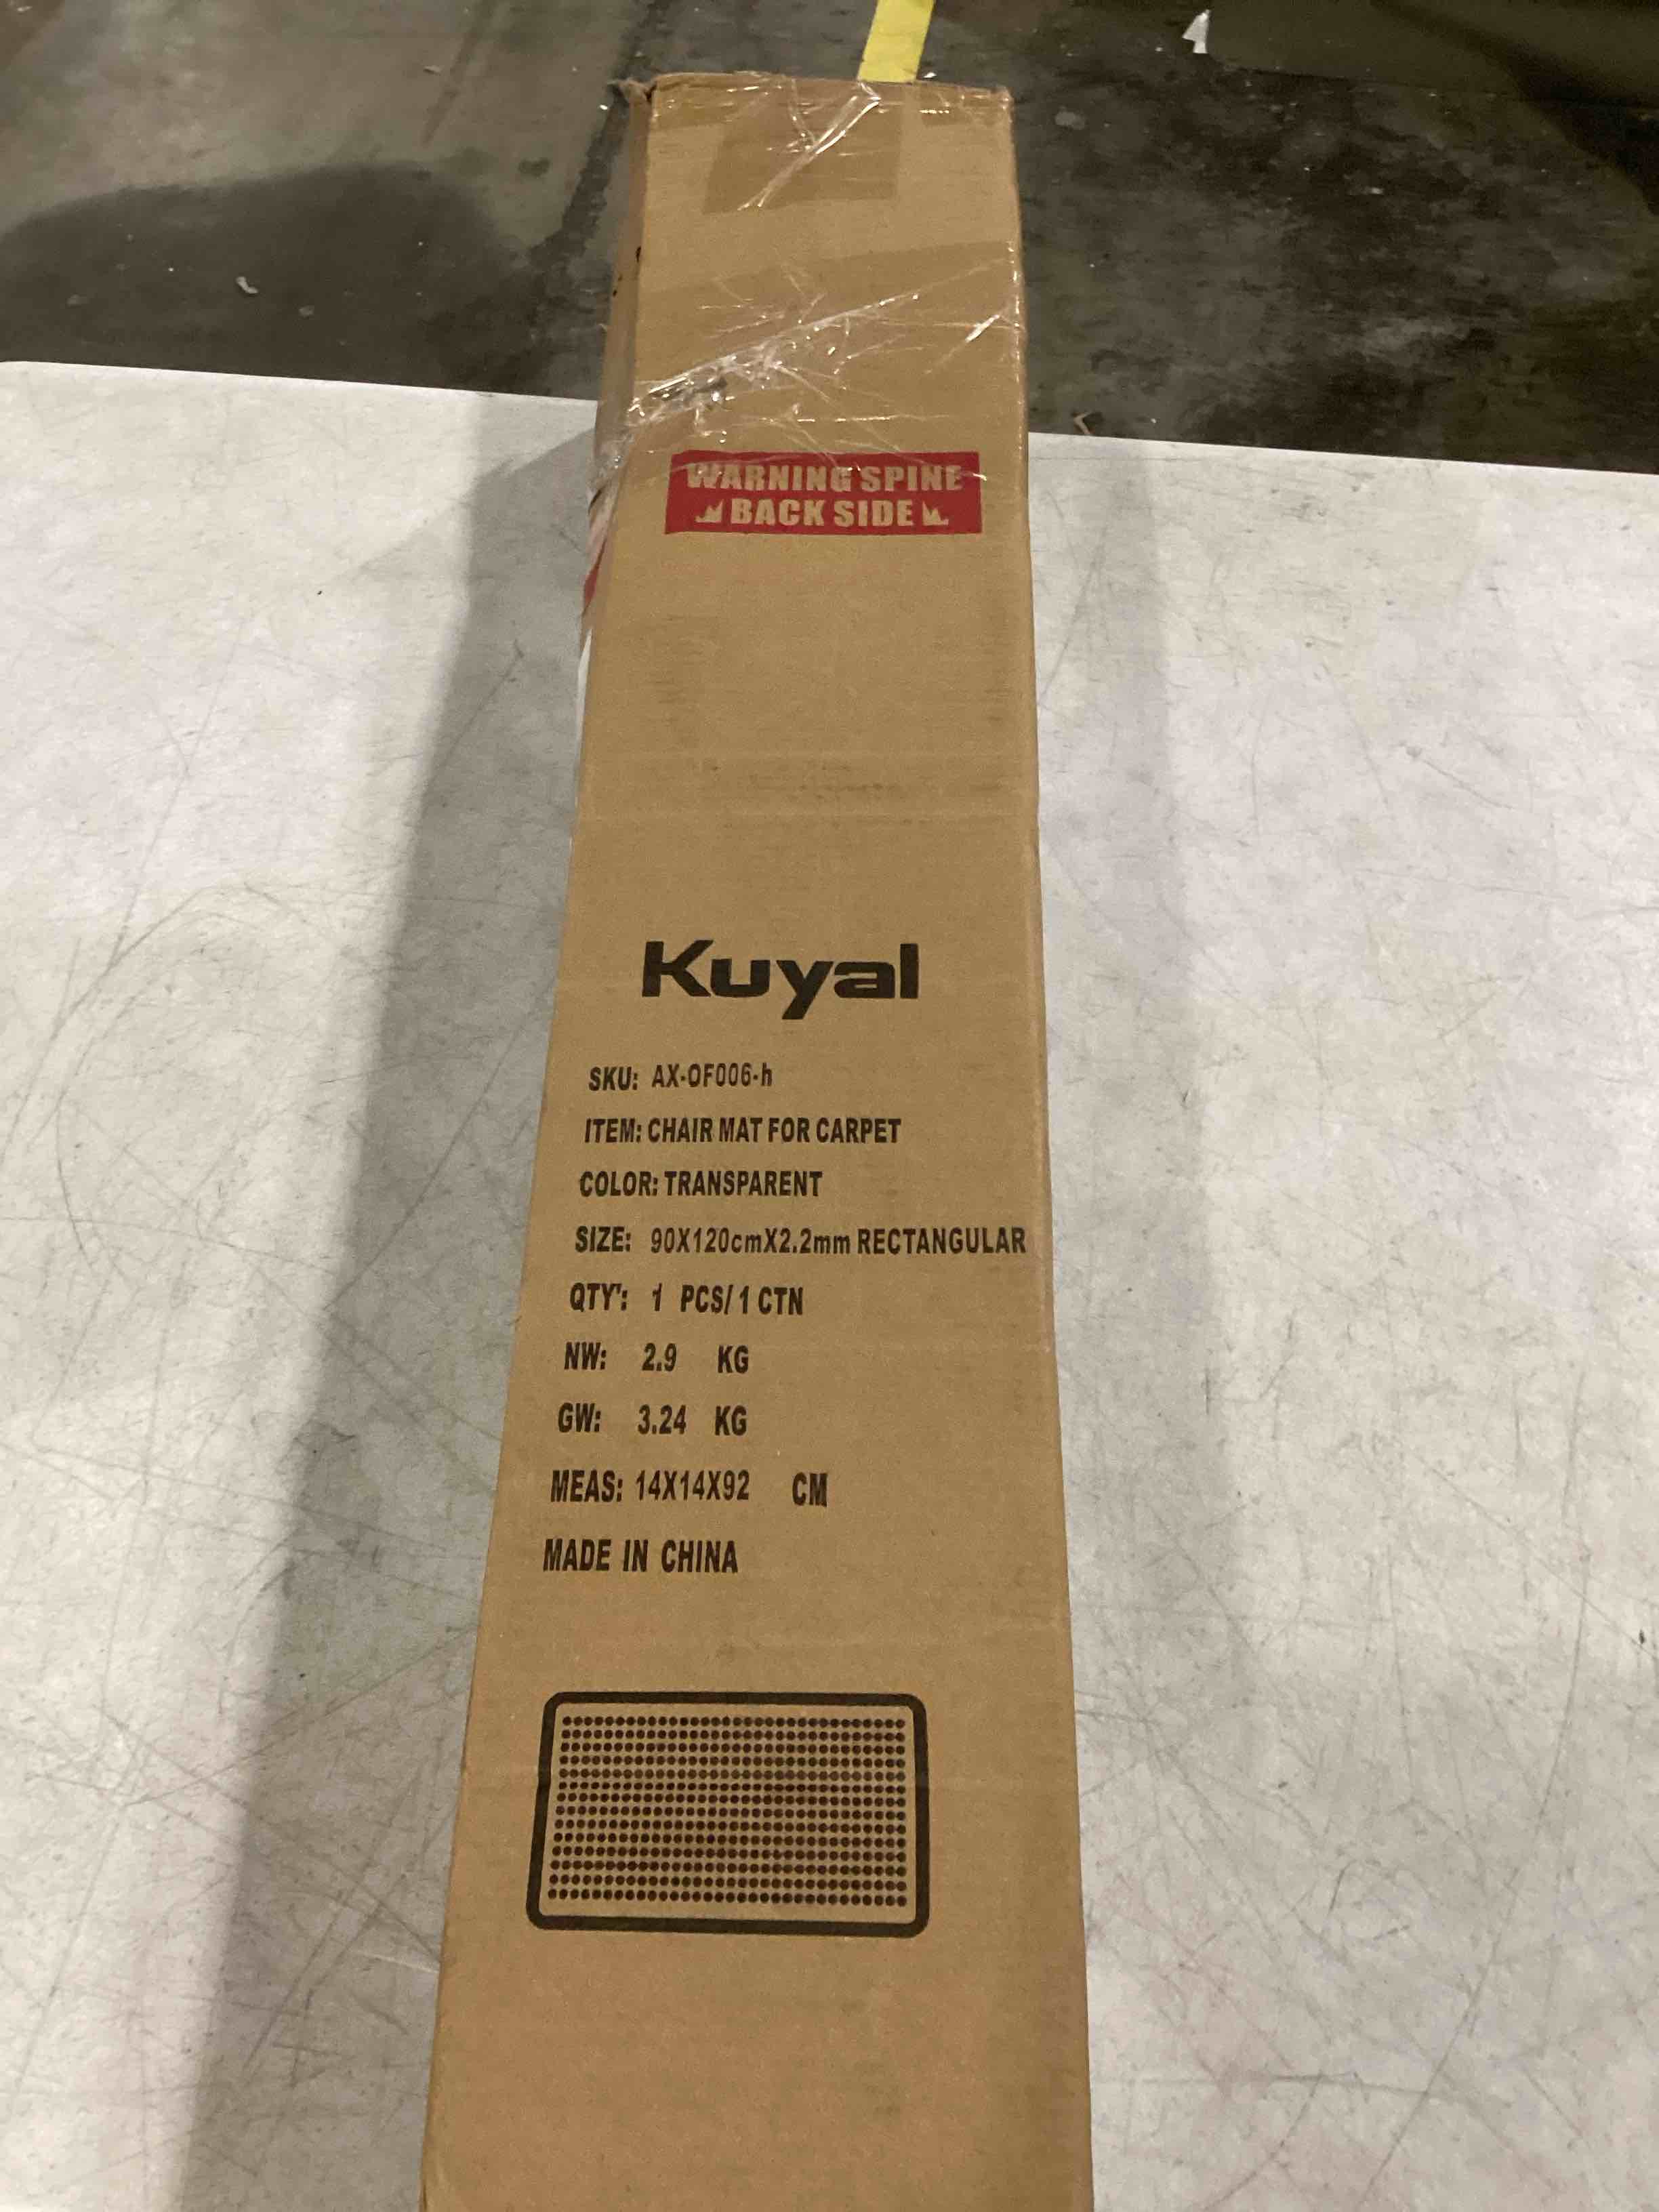 WARNING SPINE
BACK SIDE
Kuyal
SKU: AX-OF006-h
ITEM: CHAIR MAT FOR CARPET
COLOR: TRANSPARENT
SIZE: 90X120cmX2.2mm RECTANGULAR
QTY': 1 PCS/1 CTN
NW: 2.9 KG
GW: 3.24 KG
MEAS: 14X14X92 CM
MADE IN CHINA